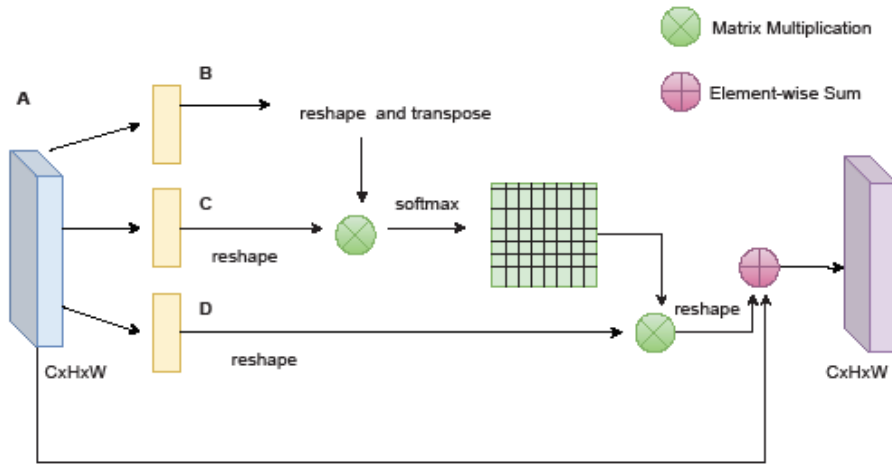 Matrix Multiplication
Element-wise Sum
A
B
reshape and transpose
C
reshape
softmax
D
reshape
reshape
CxHxW
CxHxW